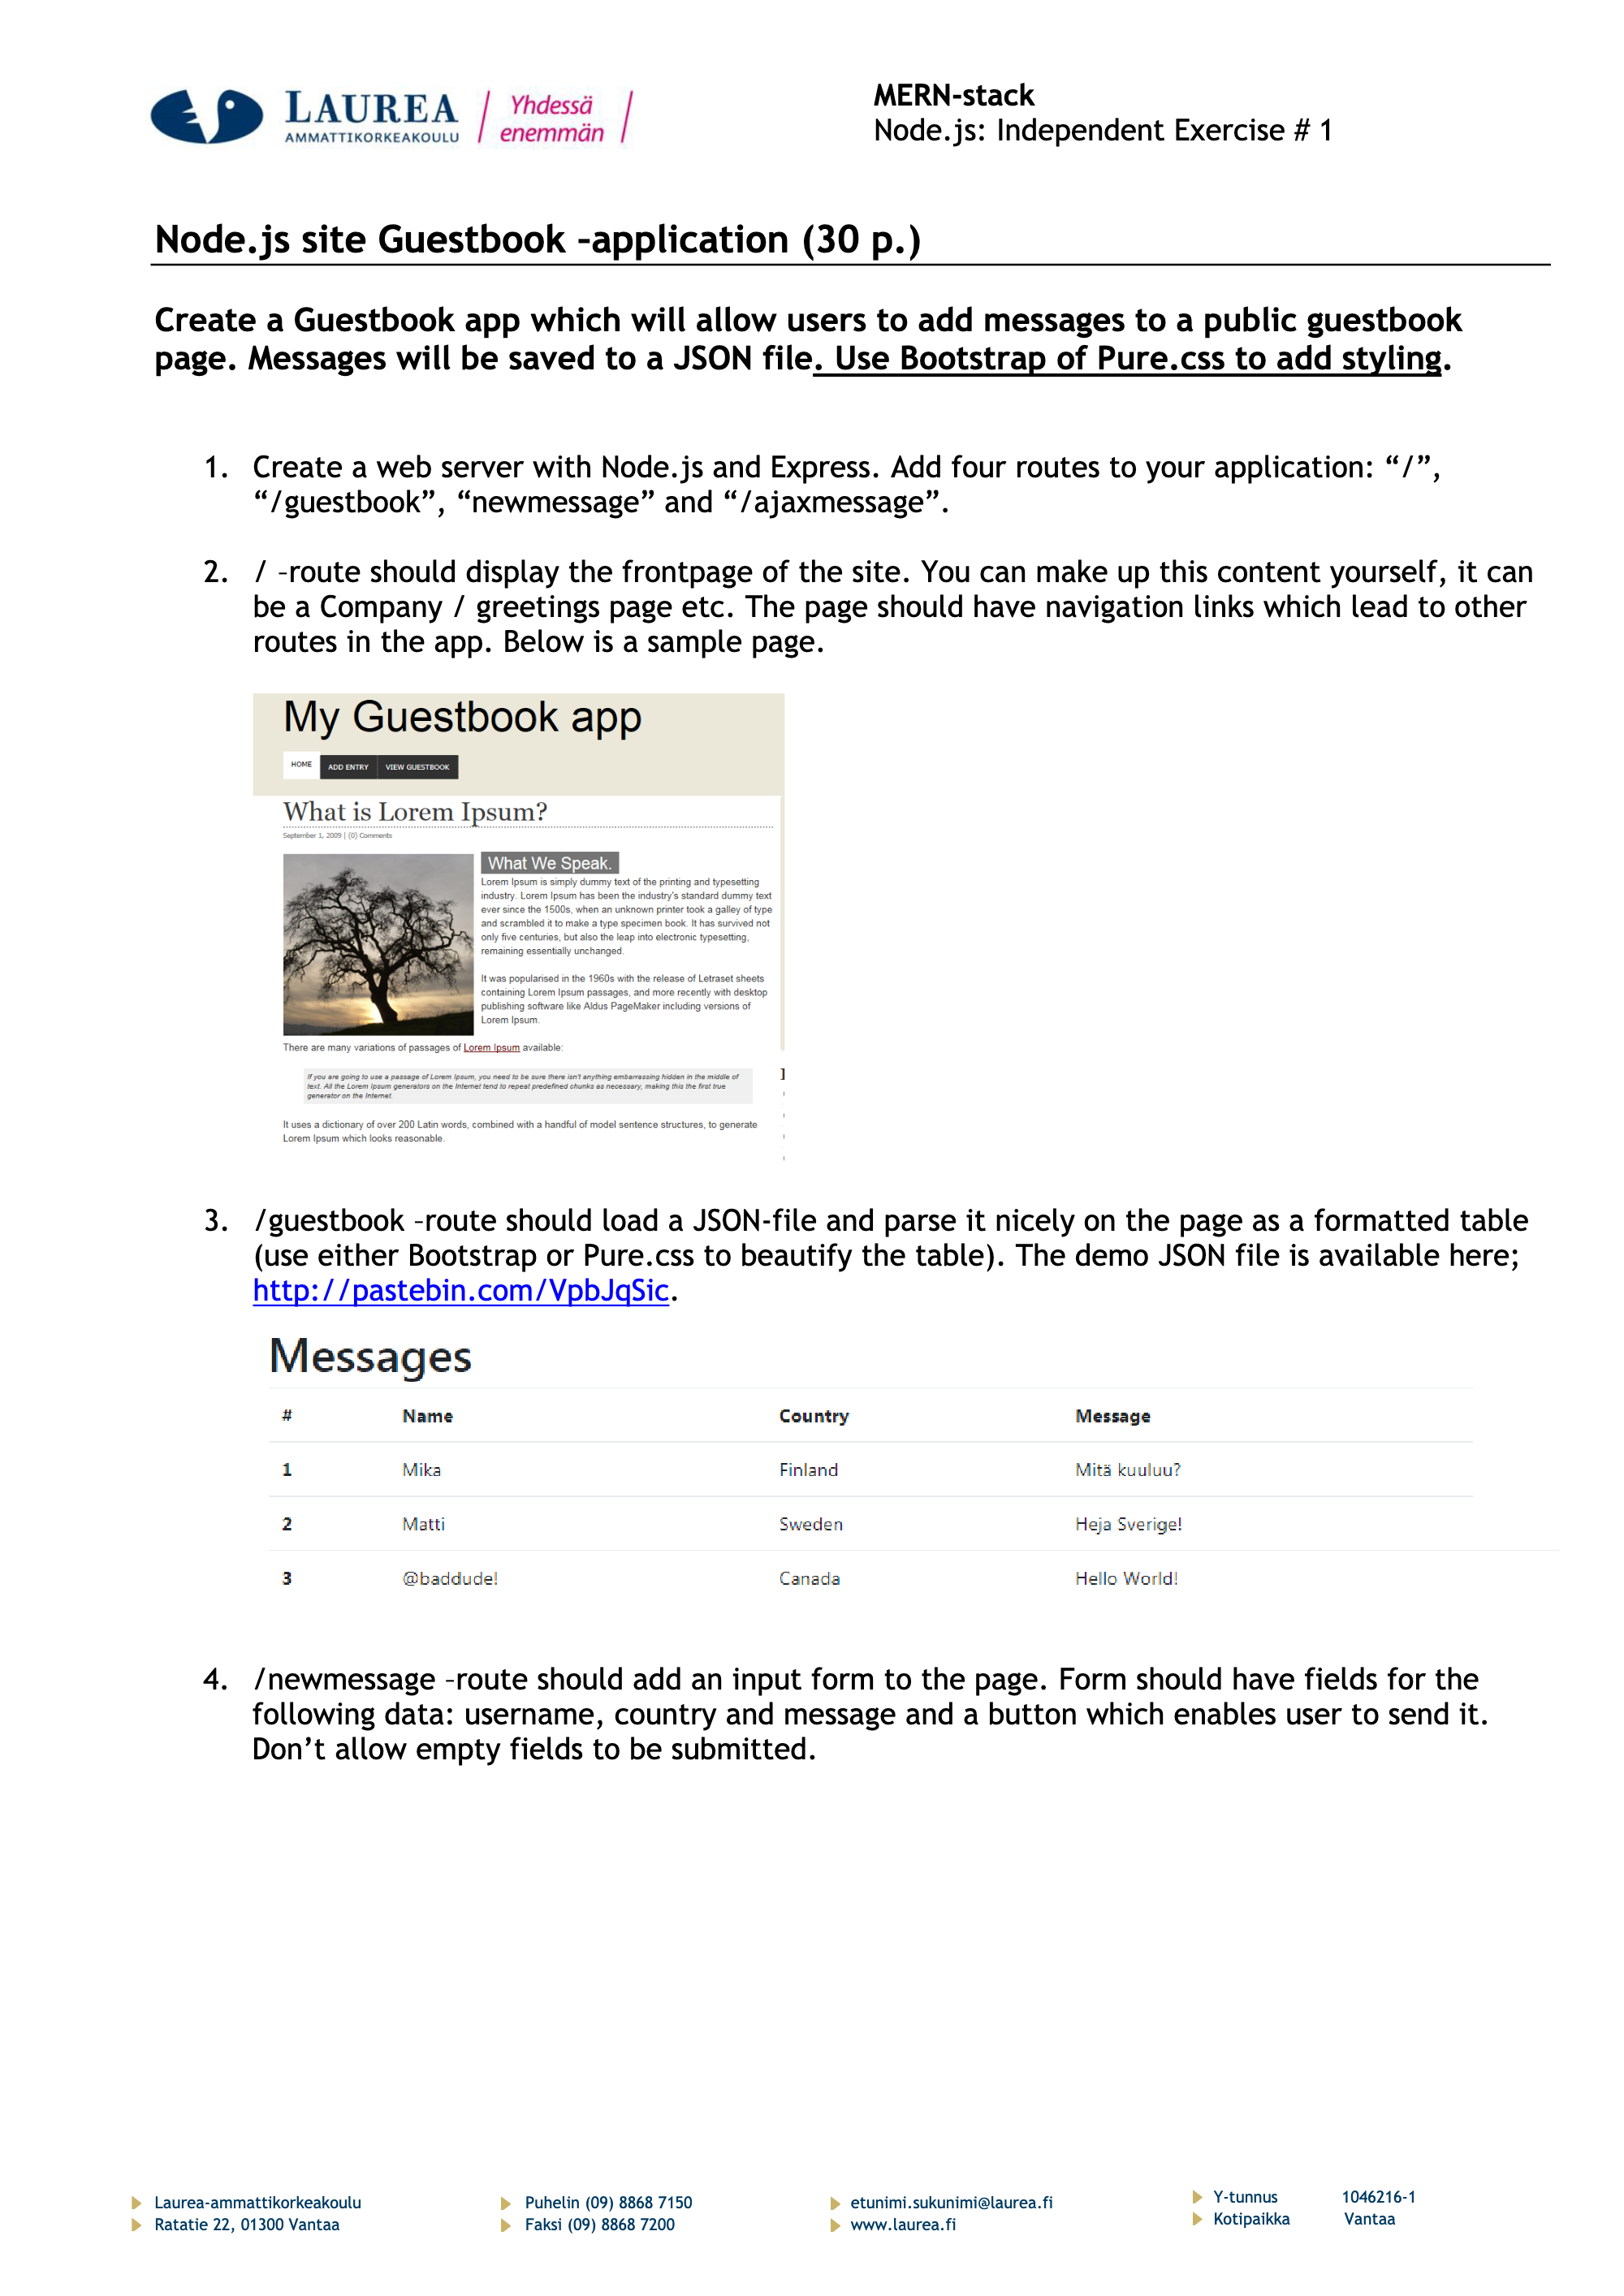 LAUREA
AMMATTIKORKEAKOULU
Yhdessä
enemmän
MERN-stack
Node.js: Independent Exercise # 1
Node.js site Guestbook –application (30 p.)
Create a Guestbook app which will allow users to add messages to a public guestbook
page. Messages will be saved to a JSON file. Use Bootstrap of Pure.css to add styling.
1. Create a web server with Node.js and Express. Add four routes to your application: “/”,
“/guestbook”, “newmessage” and “/ajaxmessage”.
2. / –route should display the frontpage of the site. You can make up this content yourself, it can
be a Company / greetings page etc. The page should have navigation links which lead to other
routes in the app. Below is a sample page.
My Guestbook app
HOME ADD ENTRY VIEW GUESTBOOK
What is Lorem Ipsum?
September 1, 2009 | (0) Comments
What We Speak.
Lorem Ipsum is simply dummy text of the printing and typesetting
industry. Lorem Ipsum has been the industry's standard dummy text
ever since the 1500s, when an unknown printer took a galley of type
and scrambled it to make a type specimen book. It has survived not
only five centuries, but also the leap into electronic typesetting,
remaining essentially unchanged.
It was popularised in the 1960s with the release of Letraset sheets
containing Lorem Ipsum passages, and more recently with desktop
publishing software like Aldus PageMaker including versions of
Lorem Ipsum.
There are many variations of passages of Lorem Ipsum available:
If you are going to use a passage of Lorem Ipsum, you need to be sure there isn't anything embarrassing hidden in the middle of
text. All the Lorem Ipsum generators on the Internet tend to repeat predefined chunks as necessary, making this the first true
generator on the Internet.
It uses a dictionary of over 200 Latin words, combined with a handful of model sentence structures, to generate
Lorem Ipsum which looks reasonable.
3. /guestbook –route should load a JSON-file and parse it nicely on the page as a formatted table
(use either Bootstrap or Pure.css to beautify the table). The demo JSON file is available here;
http://pastebin.com/VpbJqSic.
Messages
# Name Country Message
1 Mika Finland Mitä kuuluu?
2 Matti Sweden Heja Sverige!
3 @baddude! Canada Hello World!
4. /newmessage –route should add an input form to the page. Form should have fields for the
following data: username, country and message and a button which enables user to send it.
Don’t allow empty fields to be submitted.
Laurea-ammattikorkeakoulu Puhelin (09) 8868 7150 etunimi.sukunimi@laurea.fi Y-tunnus 1046216-1
Ratatie 22, 01300 Vantaa Faksi (09) 8868 7200 www.laurea.fi Kotipaikka Vantaa